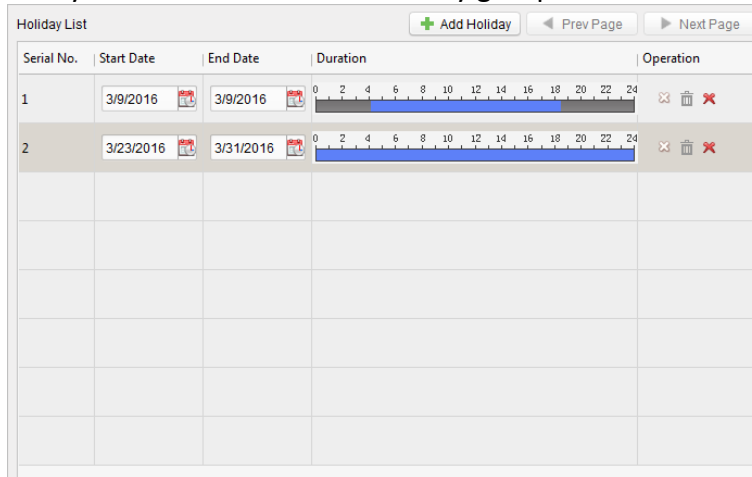 Holiday List Add Holiday Prev Page Next Page
Serial No. Start Date End Date Duration Operation
0 2 4 6 8 10 12 14 16 18 20 22 24
1 3/9/2016 3/9/2016
0 2 4 6 8 10 12 14 16 18 20 22 24
2 3/23/2016 3/31/2016